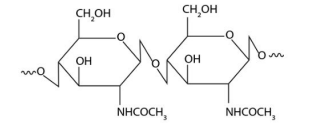 CH₂OH CH₂OH
O O
OH OH
O O O
NHCOCH₃ NHCOCH₃